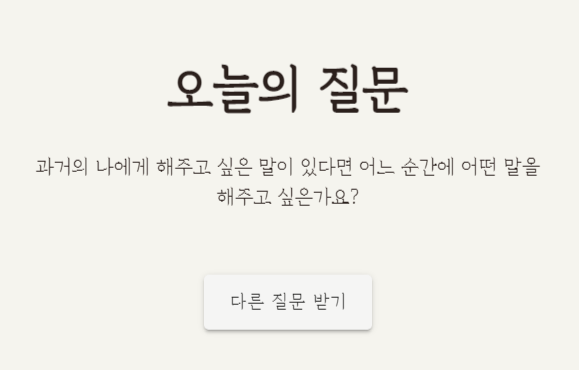 오늘의 질문
과거의 나에게 해주고 싶은 말이 있다면 어느 순간에 어떤 말을
해주고 싶은가요?
다른 질문 받기